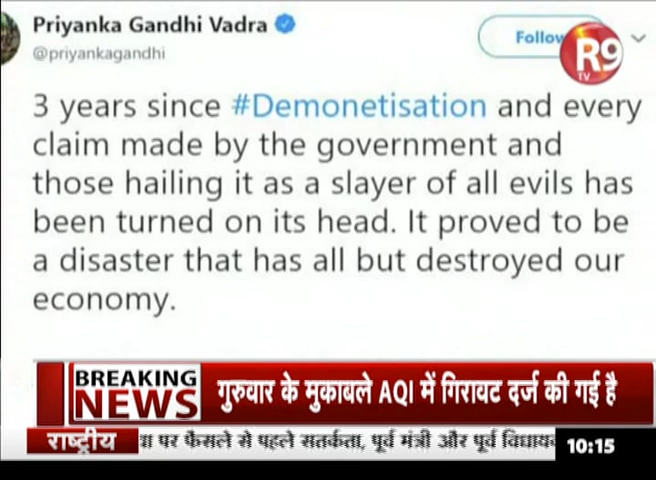 Priyanka Gandhi Vadra
@priyankagandhi
Follow
R9
TV
3 years since #Demonetisation and every
claim made by the government and
those hailing it as a slayer of all evils has
been turned on its head. It proved to be
a disaster that has all but destroyed our
economy.
BREAKING
NEWS
गुरुवार के मुकाबले AQI में गिरावट दर्ज की गई है
राष्ट्रीय
पर फैसले से पहले सतर्कता, पूर्व मंत्री और पूर्व
10:15